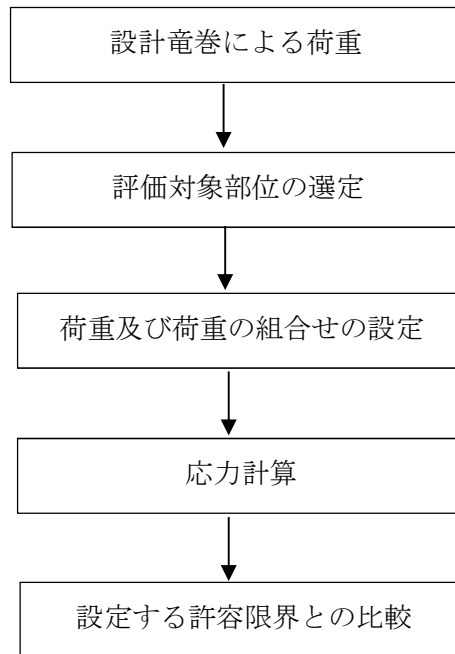 設計竜巻による荷重
評価対象部位の選定
荷重及び荷重の組合せの設定
応力計算
設定する許容限界との比較